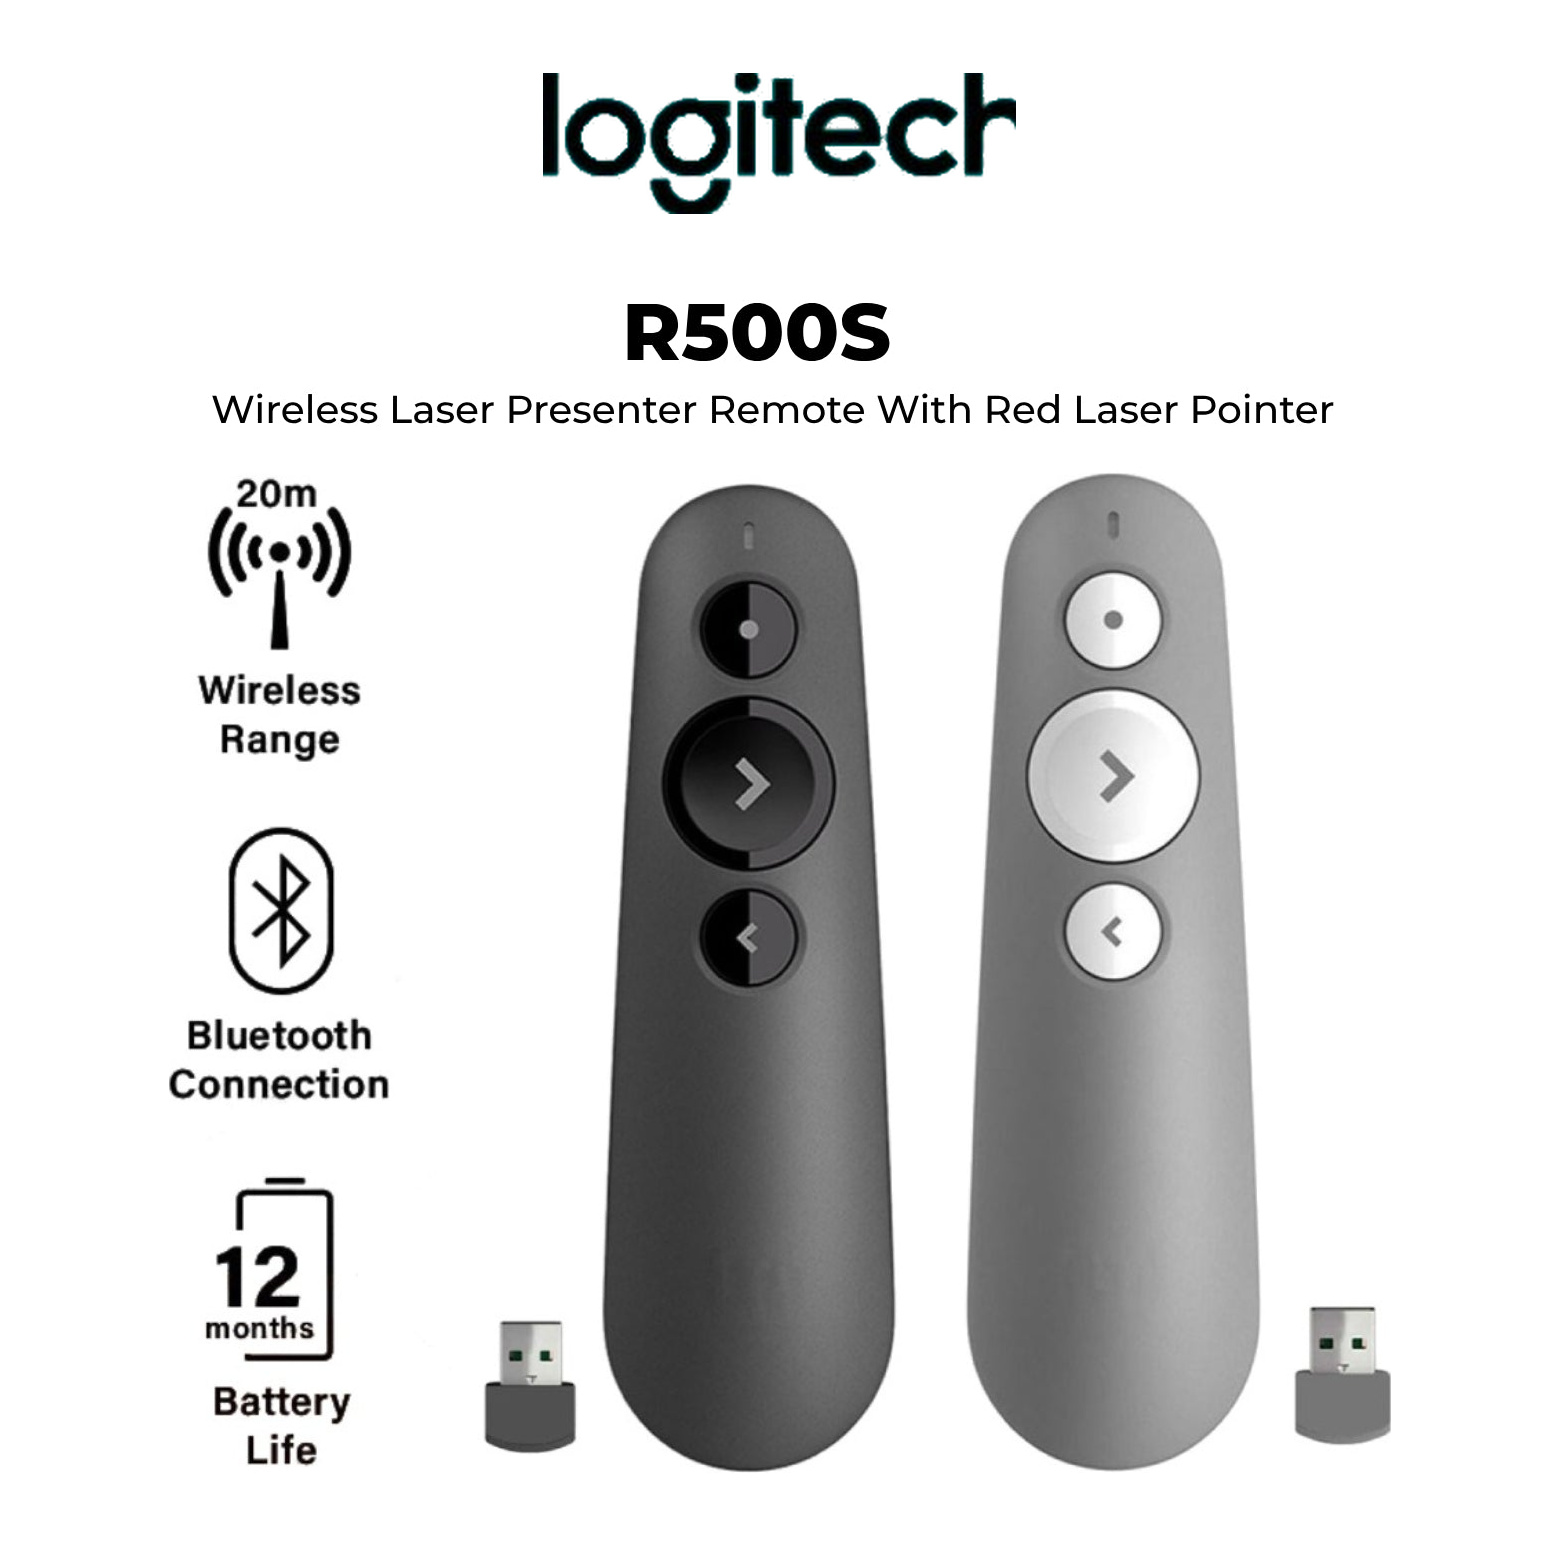 logitech
R500S
Wireless Laser Presenter Remote With Red Laser Pointer
20m
Wireless
Range
Bluetooth
Connection
12
months
Battery
Life